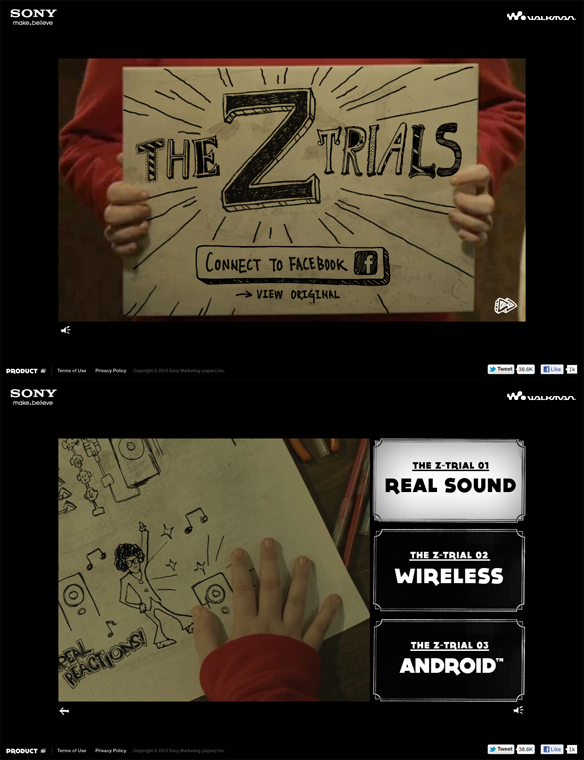 SONY
make.believe
WALKMAN
THE Z TRIALS
CONNECT TO FACEBOOK f
→ VIEW ORIGINAL
PRODUCT
Terms of Use
Privacy Policy
Copyright © 2012 Sony Marketing (Japan) Inc.
Tweet
38.6K
Like
1k
SONY
make.believe
WALKMAN
REAL
REACTIONS!
THE Z-TRIAL 01
REAL SOUND
THE Z-TRIAL 02
WIRELESS
THE Z-TRIAL 03
ANDROID™
PRODUCT
Terms of Use
Privacy Policy
Copyright © 2012 Sony Marketing (Japan) Inc.
Tweet
38.6K
Like
1k